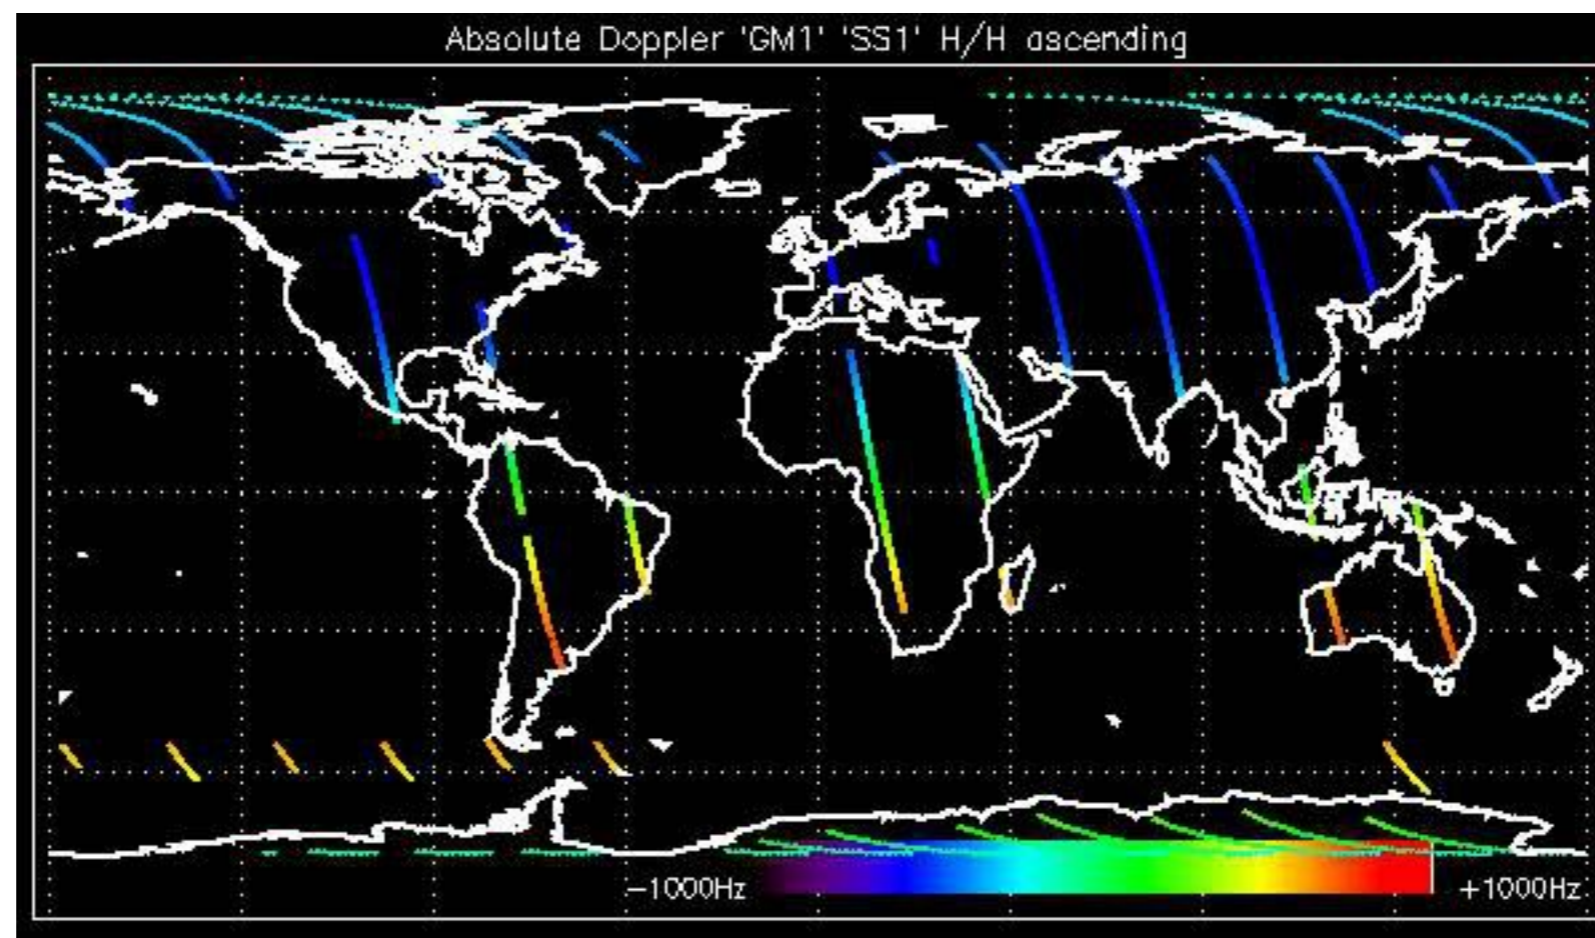 Absolute Doppler 'GM1' 'SS1' H/H ascending
-1000Hz
+1000Hz